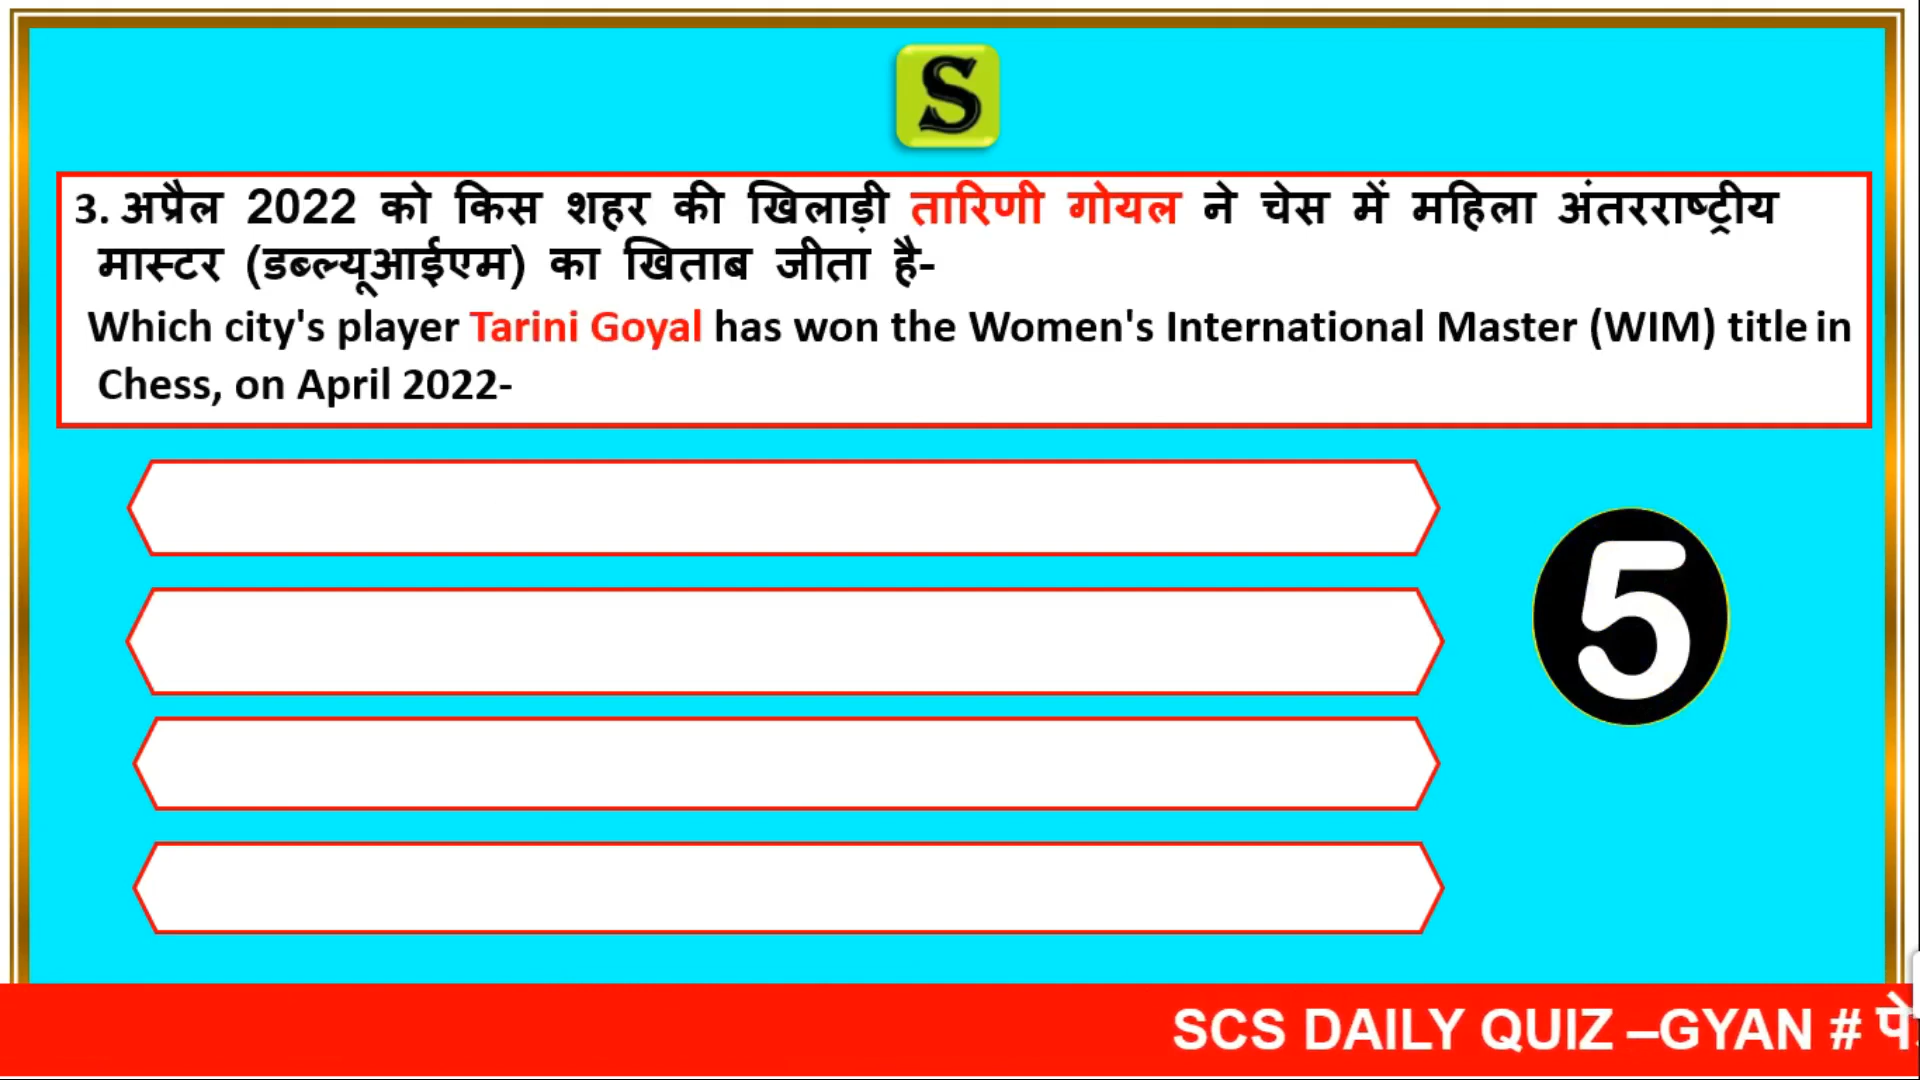 S
3. अप्रैल 2022 को किस शहर की खिलाड़ी तारिणी गोयल ने चेस में महिला अंतरराष्ट्रीय
मास्टर (डब्ल्यूआईएम) का खिताब जीता है-
Which city's player Tarini Goyal has won the Women's International Master (WIM) title in
Chess, on April 2022-
5
SCS DAILY QUIZ –GYAN #